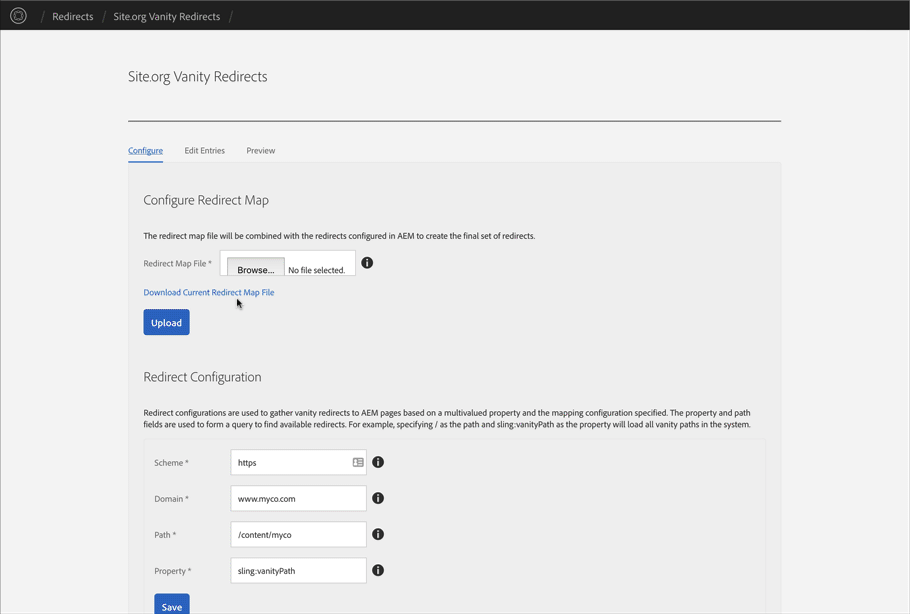 / Redirects / Site.org Vanity Redirects /
Site.org Vanity Redirects
Configure Edit Entries Preview
Configure Redirect Map
The redirect map file will be combined with the redirects configured in AEM to create the final set of redirects.
Redirect Map File * Browse... No file selected.
Download Current Redirect Map File
Upload
Redirect Configuration
Redirect configurations are used to gather vanity redirects to AEM pages based on a multivalued property and the mapping configuration specified. The property and path
fields are used to form a query to find available redirects. For example, specifying / as the path and sling:vanityPath as the property will load all vanity paths in the system.
Scheme * https
Domain * www.myco.com
Path * /content/myco
Property * sling:vanityPath
Save